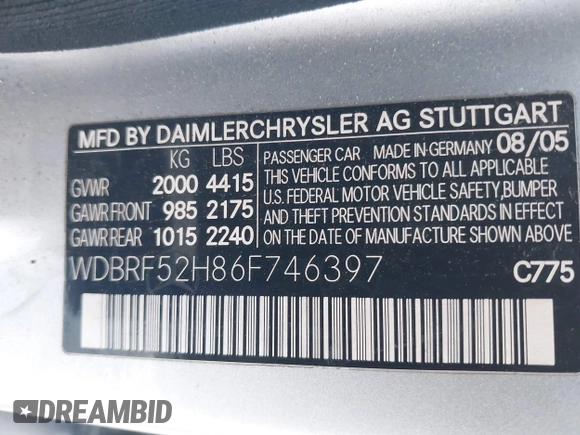 MFD BY DAIMLERCHRYSLER AG STUTTGART
KG LBS
GVWR 2000 4415
GAWR FRONT 985 2175
GAWR REAR 1015 2240
PASSENGER CAR MADE IN GERMANY 08/05
THIS VEHICLE CONFORMS TO ALL APPLICABLE
U.S. FEDERAL MOTOR VEHICLE SAFETY,BUMPER
AND THEFT PREVENTION STANDARDS IN EFFECT
ON THE DATE OF MANUFACTURE SHOWN ABOVE.
WDBRF52H86F746397
C775
DREAMBID